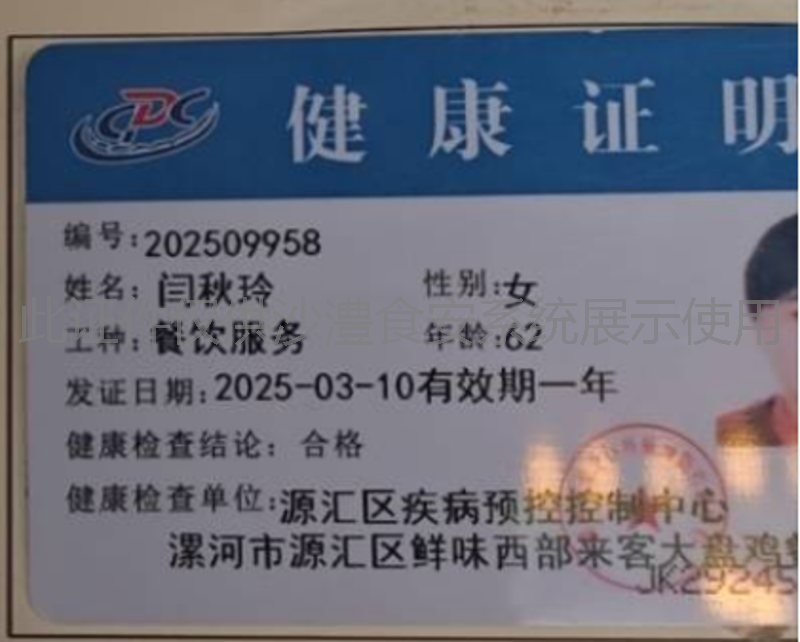 CDC 健康证明
编号:202509958
姓名:闫秋玲 性别:女
工种:餐饮服务 年龄:62
发证日期:2025-03-10有效期一年
健康检查结论:合格
健康检查单位:源汇区疾病预控控制中心
漯河市源汇区鲜味西部来客大盘鸡
JK29245